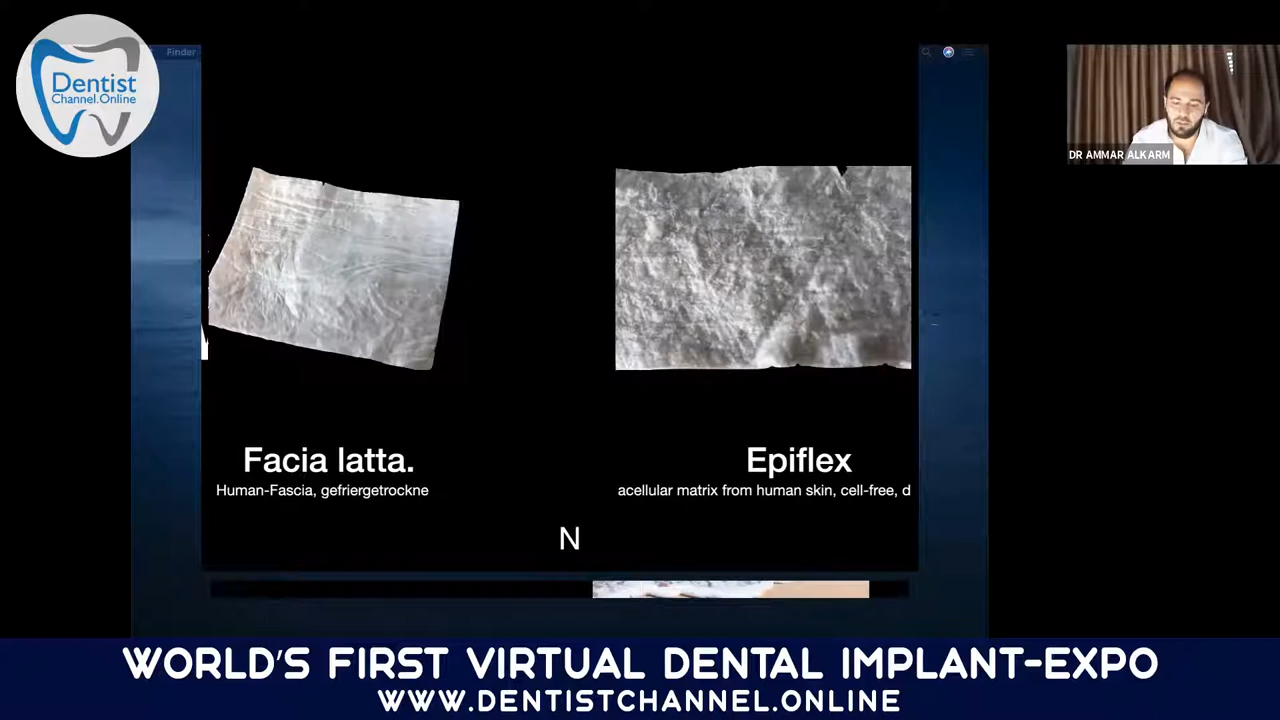 Dentist
Channel.Online
Finder
DR AMMAR ALKARM
Facia latta.
Human-Fascia, gefriergetrockne
Epiflex
acellular matrix from human skin, cell-free, d
N
WORLD'S FIRST VIRTUAL DENTAL IMPLANT-EXPO
WWW.DENTISTCHANNEL.ONLINE